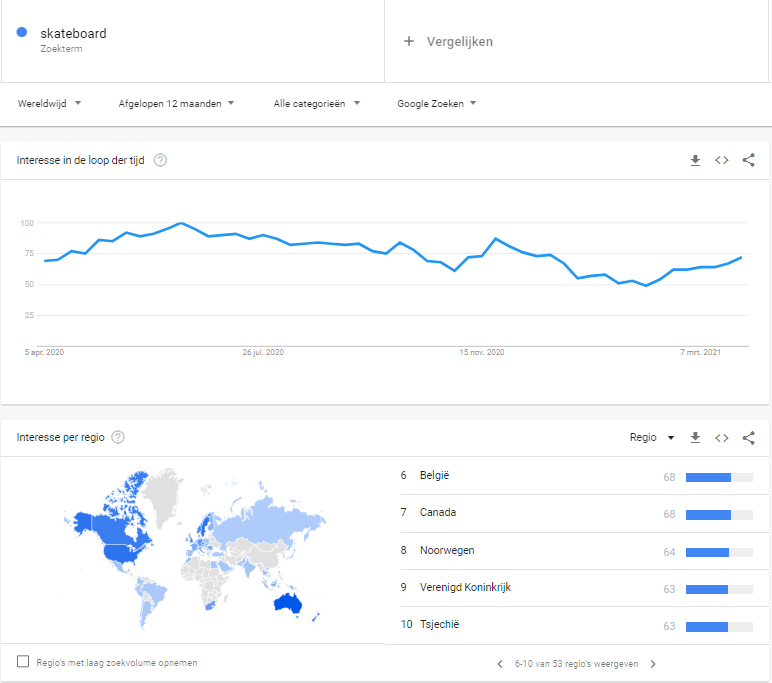 skateboard
Zoekterm
+ Vergelijken
Wereldwijd
Afgelopen 12 maanden
Alle categorieën
Google Zoeken
Interesse in de loop der tijd
100
75
50
25
5 apr. 2020
26 jul. 2020
15 nov. 2020
7 mrt. 2021
Interesse per regio
Regio
6 België 68
7 Canada 68
8 Noorwegen 64
9 Verenigd Koninkrijk 63
10 Tsjechië 63
Regio's met laag zoekvolume opnemen
6-10 van 53 regio's weergeven